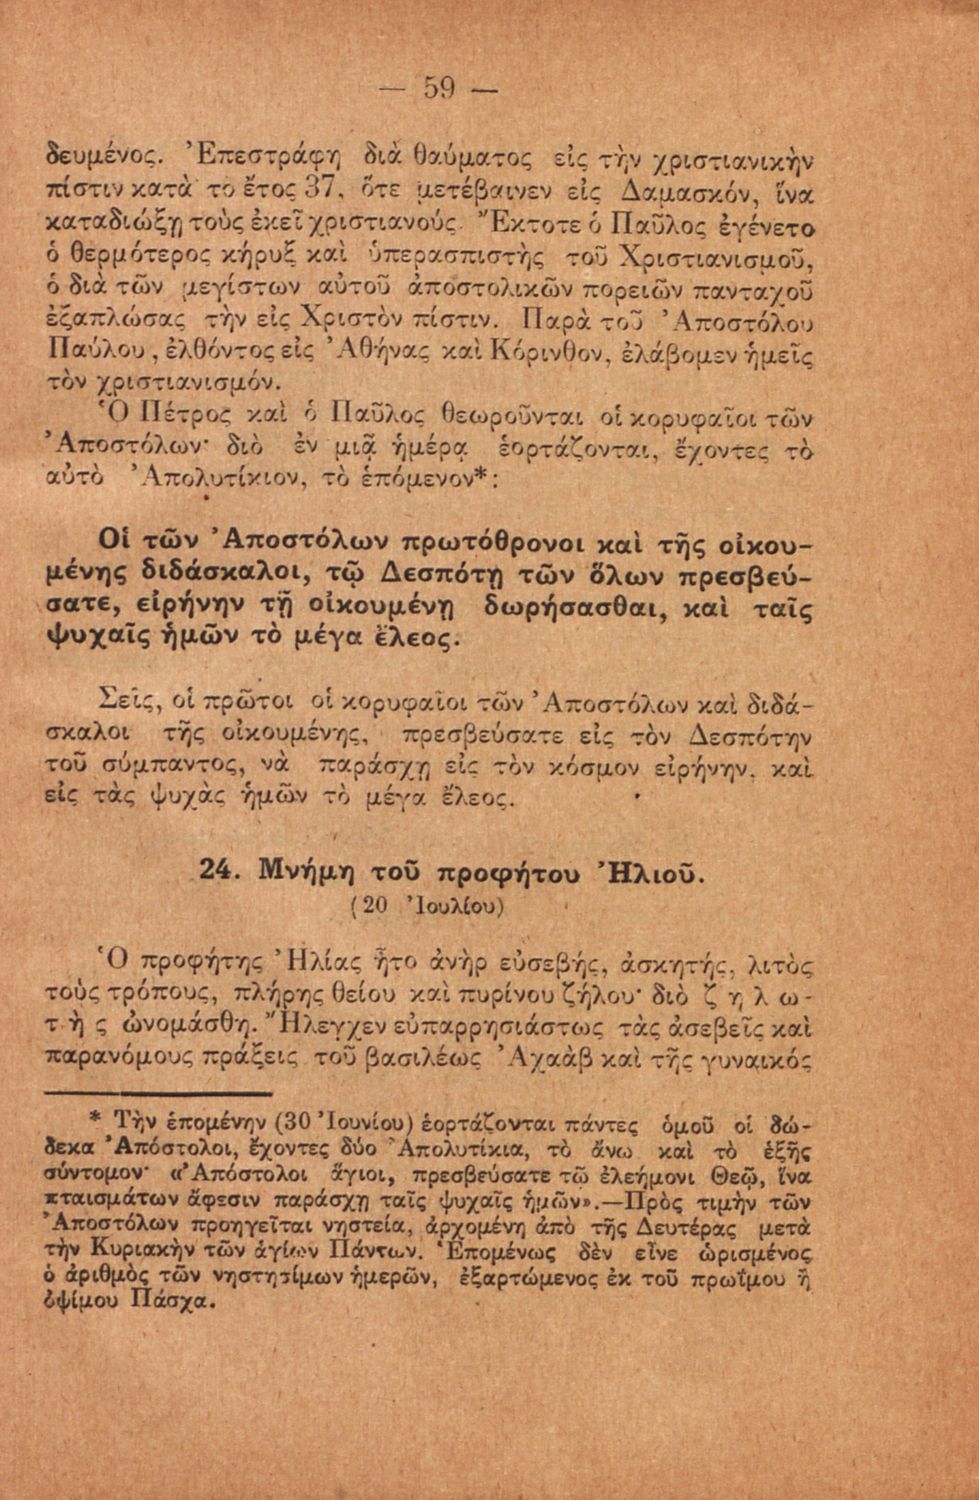 — 59 —
δευμένος. Ἐπεστράφη διὰ θαύματος εἰς τὴν χριστιανικὴν
πίστιν κατὰ τὸ ἔτος 37, ὅτε μετέβαινεν εἰς Δαμασκόν, ἵνα
καταδιώξῃ τοὺς ἐκεῖ χριστιανούς. Ἔκτοτε ὁ Παῦλος ἐγένετο
ὁ θερμότερος κήρυξ καὶ ὑπερασπιστὴς τοῦ Χριστιανισμοῦ,
ὁ διὰ τῶν μεγίστων αὑτοῦ ἀποστολικῶν πορειῶν πανταχοῦ
ἐξαπλώσας τὴν εἰς Χριστὸν πίστιν. Παρὰ τοῦ Ἀποστόλου
Παύλου, ἐλθόντος εἰς Ἀθήνας καὶ Κόρινθον, ἐλάβομεν ἡμεῖς
τὸν χριστιανισμόν.
Ὁ Πέτρος καὶ ὁ Παῦλος θεωροῦνται οἱ κορυφαῖοι τῶν
Ἀποστόλων· διὸ ἐν μιᾷ ἡμέρᾳ ἑορτάζονται, ἔχοντες τὸ
αὐτὸ Ἀπολυτίκιον, τὸ ἑπόμενον*:
Οἱ τῶν Ἀποστόλων πρωτόθρονοι καὶ τῆς οἰκου-
μένης διδάσκαλοι, τῷ Δεσπότῃ τῶν ὅλων πρεσβεύ-
σατε, εἰρήνην τῇ οἰκουμένῃ δωρήσασθαι, καὶ ταῖς
ψυχαῖς ἡμῶν τὸ μέγα ἔλεος.
Σεῖς, οἱ πρῶτοι οἱ κορυφαῖοι τῶν Ἀποστόλων καὶ διδά-
σκαλοι τῆς οἰκουμένης, πρεσβεύσατε εἰς τὸν Δεσπότην
τοῦ σύμπαντος, νὰ παράσχῃ εἰς τὸν κόσμον εἰρήνην, καὶ
εἰς τὰς ψυχὰς ἡμῶν τὸ μέγα ἔλεος.
24. Μνήμη τοῦ προφήτου Ἠλιοῦ.
(20 Ἰουλίου)
Ὁ προφήτης Ἠλίας ἦτο ἀνὴρ εὐσεβής, ἀσκητής, λιτὸς
τοὺς τρόπους, πλήρης θείου καὶ πυρίνου ζήλου· διὸ ζ η λ ω -
τ ὴ ς ὠνομάσθη. Ἤλεγχεν εὐπαρρησιάστως τὰς ἀσεβεῖς καὶ
παρανόμους πράξεις τοῦ βασιλέως Ἀχαὰβ καὶ τῆς γυναικός
* Τὴν ἑπομένην (30 Ἰουνίου) ἑορτάζονται πάντες ὁμοῦ οἱ δώ-
δεκα Ἀπόστολοι, ἔχοντες δύο Ἀπολυτίκια, τὸ ἄνω καὶ τὸ ἑξῆς
σύντομον· «Ἀπόστολοι ἅγιοι, πρεσβεύσατε τῷ ἐλεήμονι Θεῷ, ἵνα
πταισμάτων ἄφεσιν παράσχῃ ταῖς ψυχαῖς ἡμῶν».—Πρὸς τιμὴν τῶν
Ἀποστόλων προηγεῖται νηστεία, ἀρχομένη ἀπὸ τῆς Δευτέρας μετὰ
τὴν Κυριακὴν τῶν ἁγίων Πάντων. Ἑπομένως δὲν εἶνε ὡρισμένος
ὁ ἀριθμὸς τῶν νηστησίμων ἡμερῶν, ἐξαρτώμενος ἐκ τοῦ πρωΐμου ἢ
ὀψίμου Πάσχα.